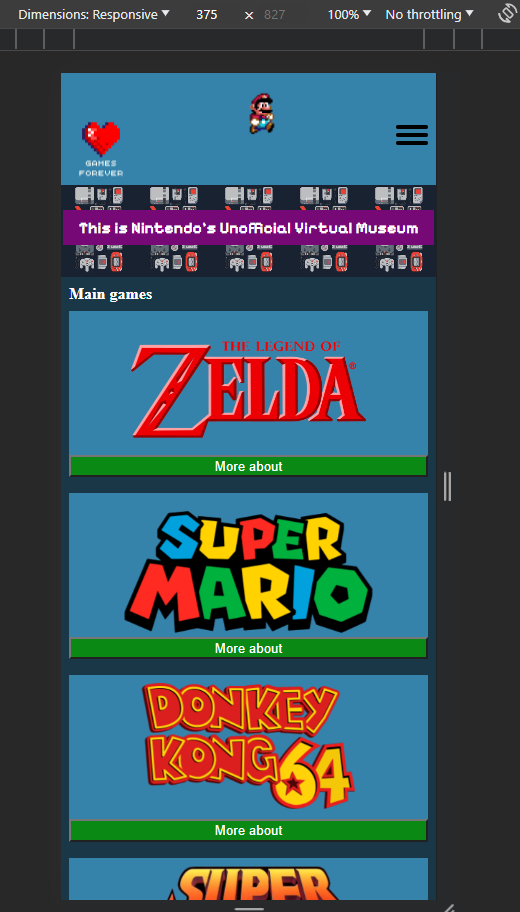 Dimensions: Responsive 375 × 827 100% No throttling
GAMES
FOREVER
This is Nintendo's Unofficial Virtual Museum
Main games
THE LEGEND OF
ZELDA
®
More about
SUPER
MARIO
More about
DONKEY
KONG 64
More about
SUPER